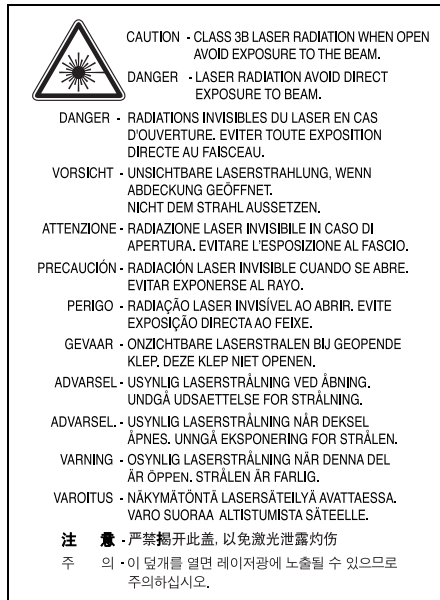 CAUTION - CLASS 3B LASER RADIATION WHEN OPEN
AVOID EXPOSURE TO THE BEAM.
DANGER - LASER RADIATION AVOID DIRECT
EXPOSURE TO BEAM.
DANGER - RADIATIONS INVISIBLES DU LASER EN CAS
D'OUVERTURE. EVITER TOUTE EXPOSITION
DIRECTE AU FAISCEAU.
VORSICHT - UNSICHTBARE LASERSTRAHLUNG, WENN
ABDECKUNG GEÖFFNET.
NICHT DEM STRAHL AUSSETZEN.
ATTENZIONE - RADIAZIONE LASER INVISIBILE IN CASO DI
APERTURA. EVITARE L'ESPOSIZIONE AL FASCIO.
PRECAUCIÓN - RADIACIÓN LASER INVISIBLE CUANDO SE ABRE.
EVITAR EXPONERSE AL RAYO.
PERIGO - RADIAÇÃO LASER INVISÍVEL AO ABRIR. EVITE
EXPOSIÇÃO DIRECTA AO FEIXE.
GEVAAR - ONZICHTBARE LASERSTRALEN BIJ GEOPENDE
KLEP. DEZE KLEP NIET OPENEN.
ADVARSEL - USYNLIG LASERSTRÅLNING VED ÅBNING.
UNDGÅ UDSAETTELSE FOR STRÅLNING.
ADVARSEL. - USYNLIG LASERSTRÅLNING NÅR DEKSEL
ÅPNES. UNNGÅ EKSPONERING FOR STRÅLEN.
VARNING - OSYNLIG LASERSTRÅLNING NÄR DENNA DEL
ÄR ÖPPEN. STRÅLEN ÄR FARLIG.
VAROITUS - NÄKYMÄTÖNTÄ LASERSÄTEILYÄ AVATTAESSA.
VARO SUORAA ALTISTUMISTA SÄTEELLE.
注 意 - 严禁揭开此盖, 以免激光泄露灼伤
주 의 - 이 덮개를 열면 레이저광에 노출될 수 있으므로
주의하십시오.